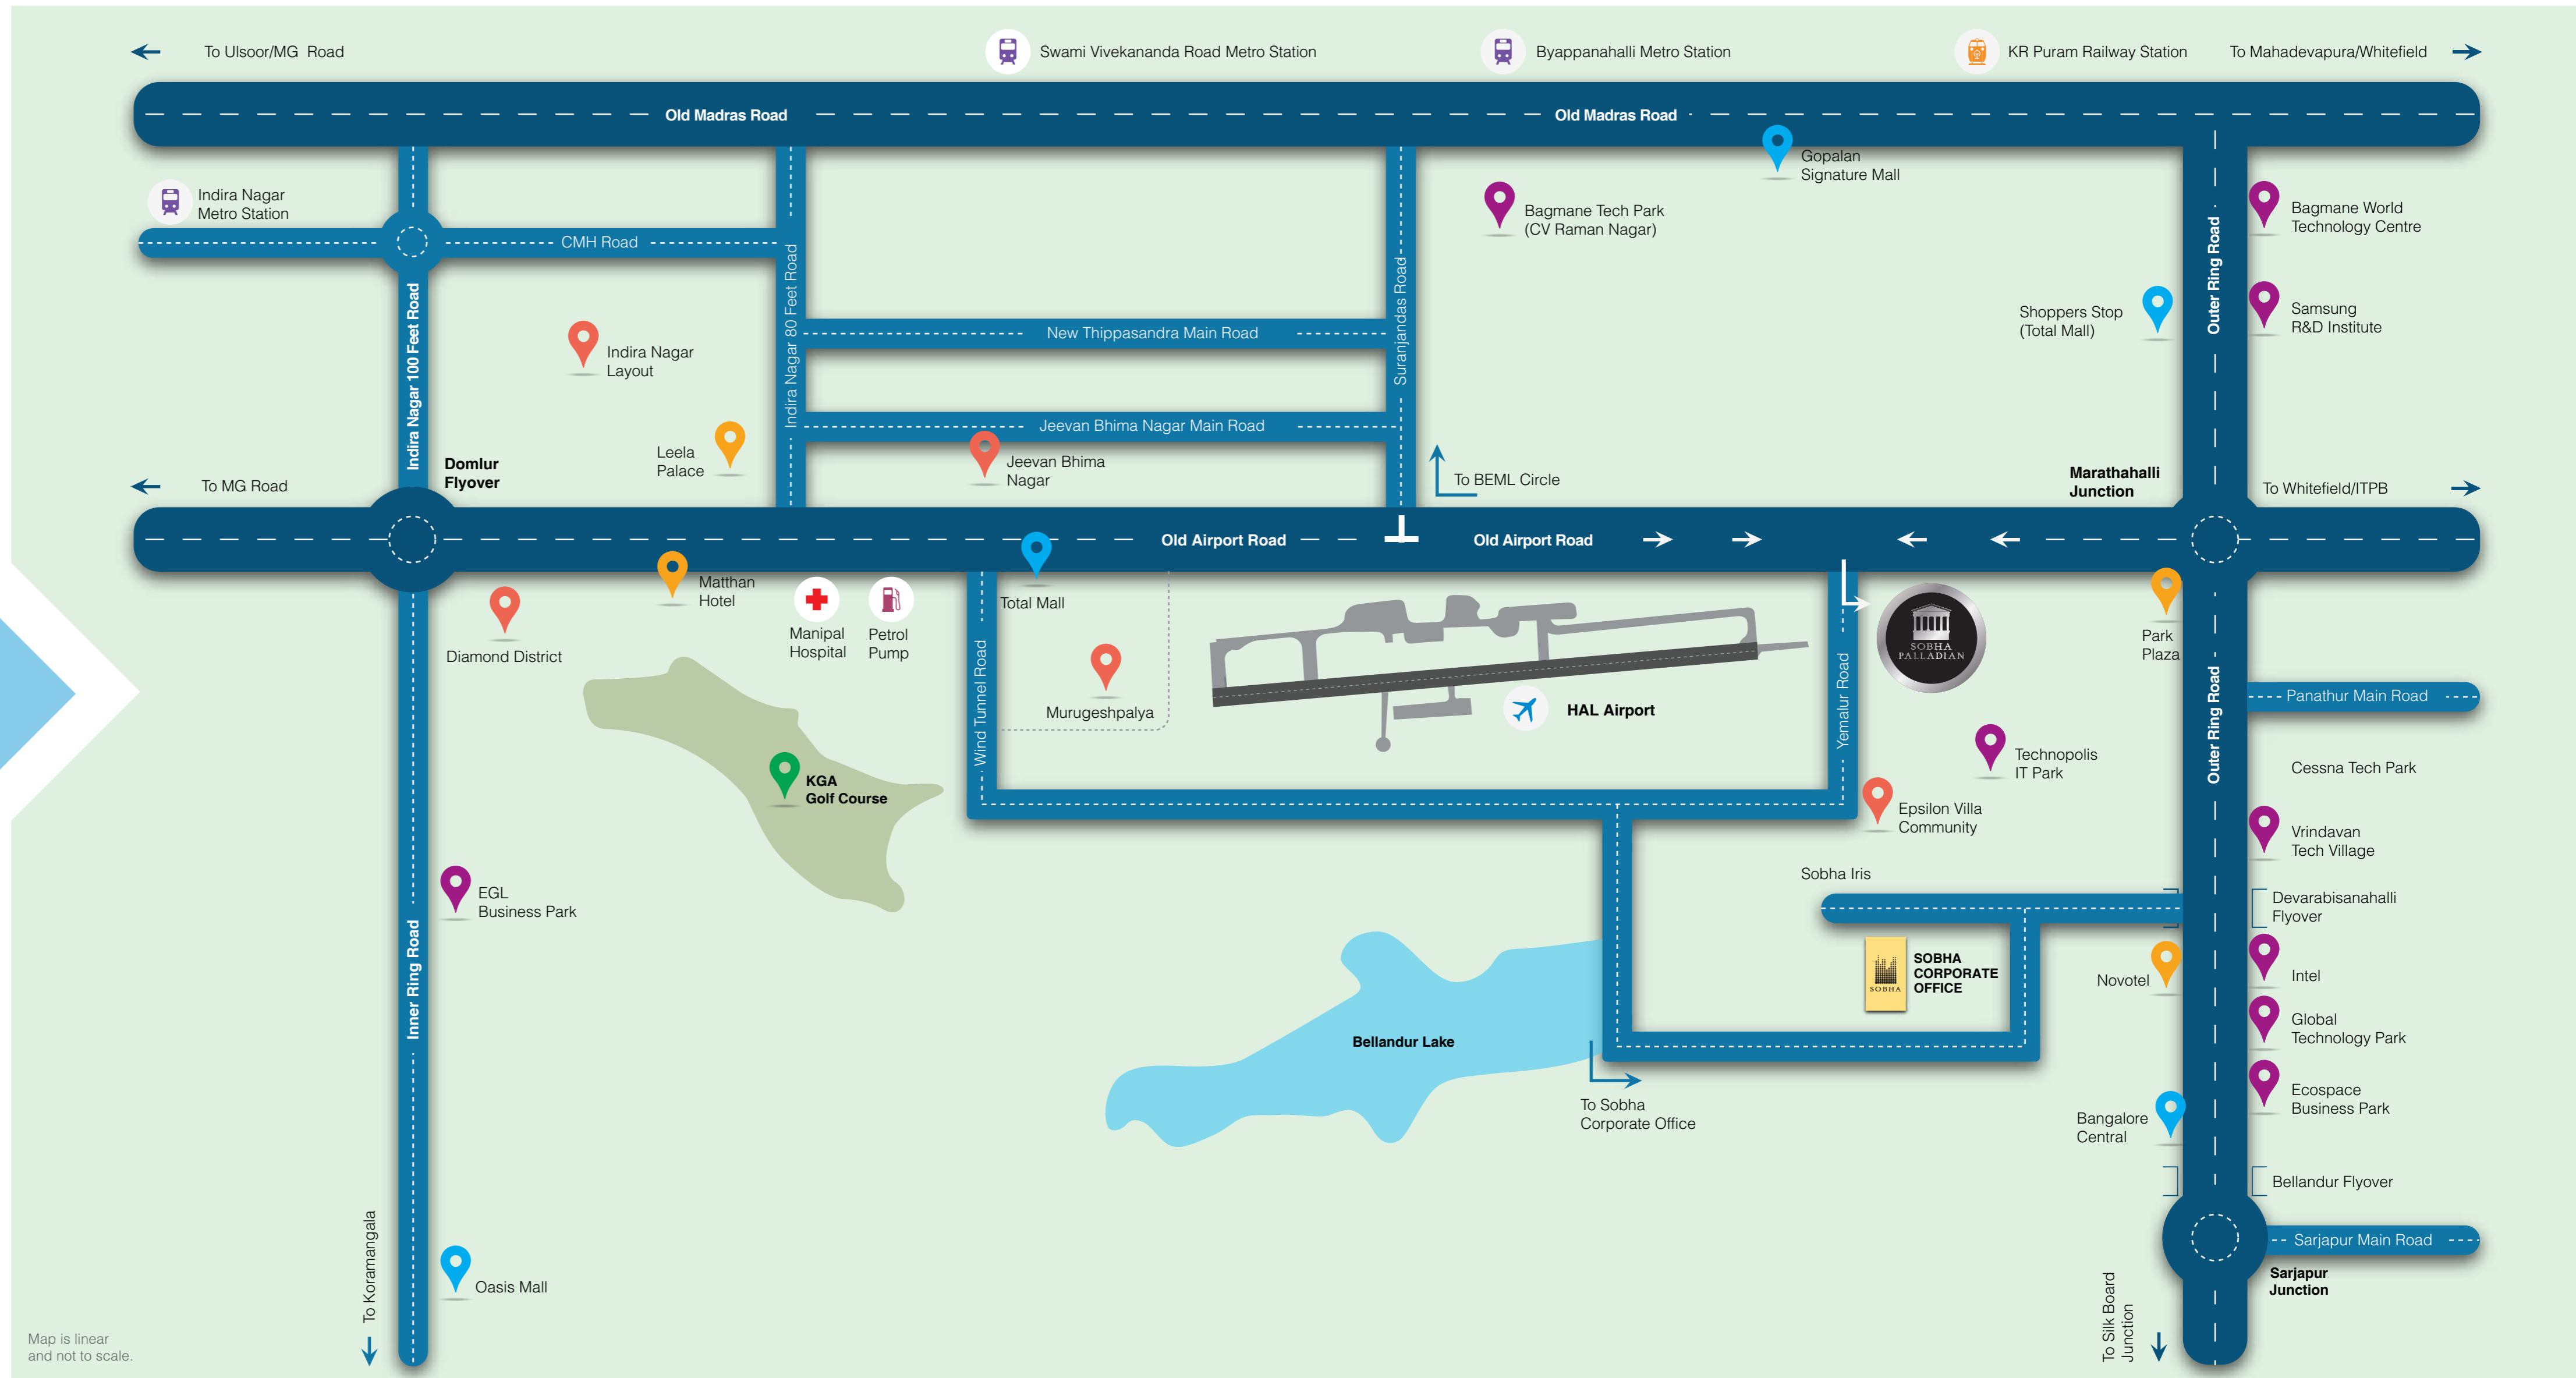 To Ulsoor/MG Road
Swami Vivekananda Road Metro Station
Byappanahalli Metro Station
KR Puram Railway Station
To Mahadevapura/Whitefield
Old Madras Road
Old Madras Road
Gopalan
Signature Mall
Indira Nagar
Metro Station
Bagmane Tech Park
(CV Raman Nagar)
Bagmane World
Technology Centre
CMH Road
Indira Nagar 100 Feet Road
Indira Nagar 80 Feet Road
Suranjandas Road
Outer Ring Road
Shoppers Stop
(Total Mall)
Samsung
R&D Institute
New Thippasandra Main Road
Indira Nagar
Layout
Jeevan Bhima Nagar Main Road
Leela
Palace
Domlur
Flyover
Jeevan Bhima
Nagar
To BEML Circle
Marathahalli
Junction
To MG Road
To Whitefield/ITPB
Old Airport Road
Old Airport Road
Matthan
Hotel
Total Mall
Manipal
Hospital
Petrol
Pump
Diamond District
SOBHA
PALLADIAN
Park
Plaza
Wind Tunnel Road
Murugeshpalya
HAL Airport
Yemalur Road
Outer Ring Road
Panathur Main Road
KGA
Golf Course
Technopolis
IT Park
Cessna Tech Park
Epsilon Villa
Community
Vrindavan
Tech Village
EGL
Business Park
Sobha Iris
Devarabisanahalli
Flyover
Inner Ring Road
SOBHA
SOBHA
CORPORATE
OFFICE
Novotel
Intel
Bellandur Lake
Global
Technology Park
To Sobha
Corporate Office
Bangalore
Central
Ecospace
Business Park
Bellandur Flyover
To Koramangala
Oasis Mall
Sarjapur Main Road
Sarjapur
Junction
To Silk Board
Junction
Map is linear
and not to scale.